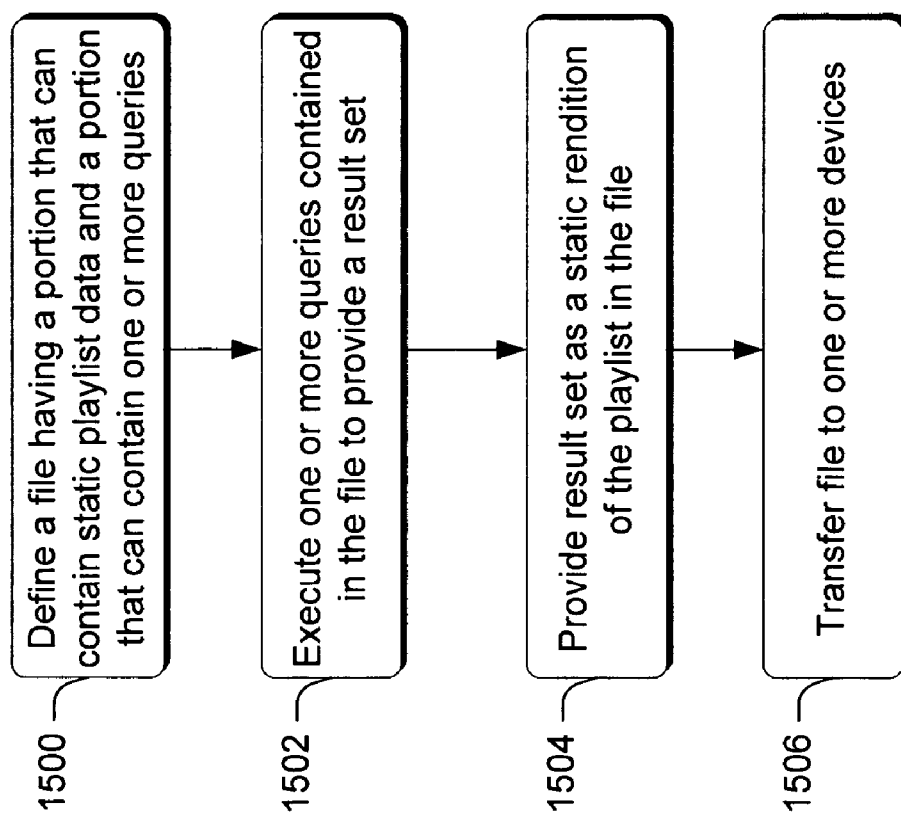 1500
Define a file having a portion that can
contain static playlist data and a portion
that can contain one or more queries
1502
Execute one or more queries contained
in the file to provide a result set
1504
Provide result set as a static rendition
of the playlist in the file
1506
Transfer file to one or more devices